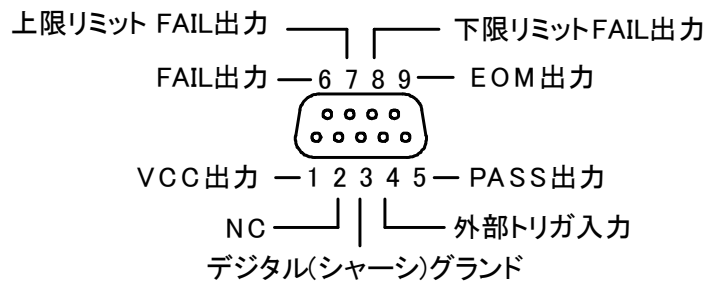 上限リミット FAIL出力
下限リミットFAIL出力
FAIL出力 6 7 8 9 EOM出力
VCC出力 1 2 3 4 5 PASS出力
NC 外部トリガ入力
デジタル(シャーシ)グランド